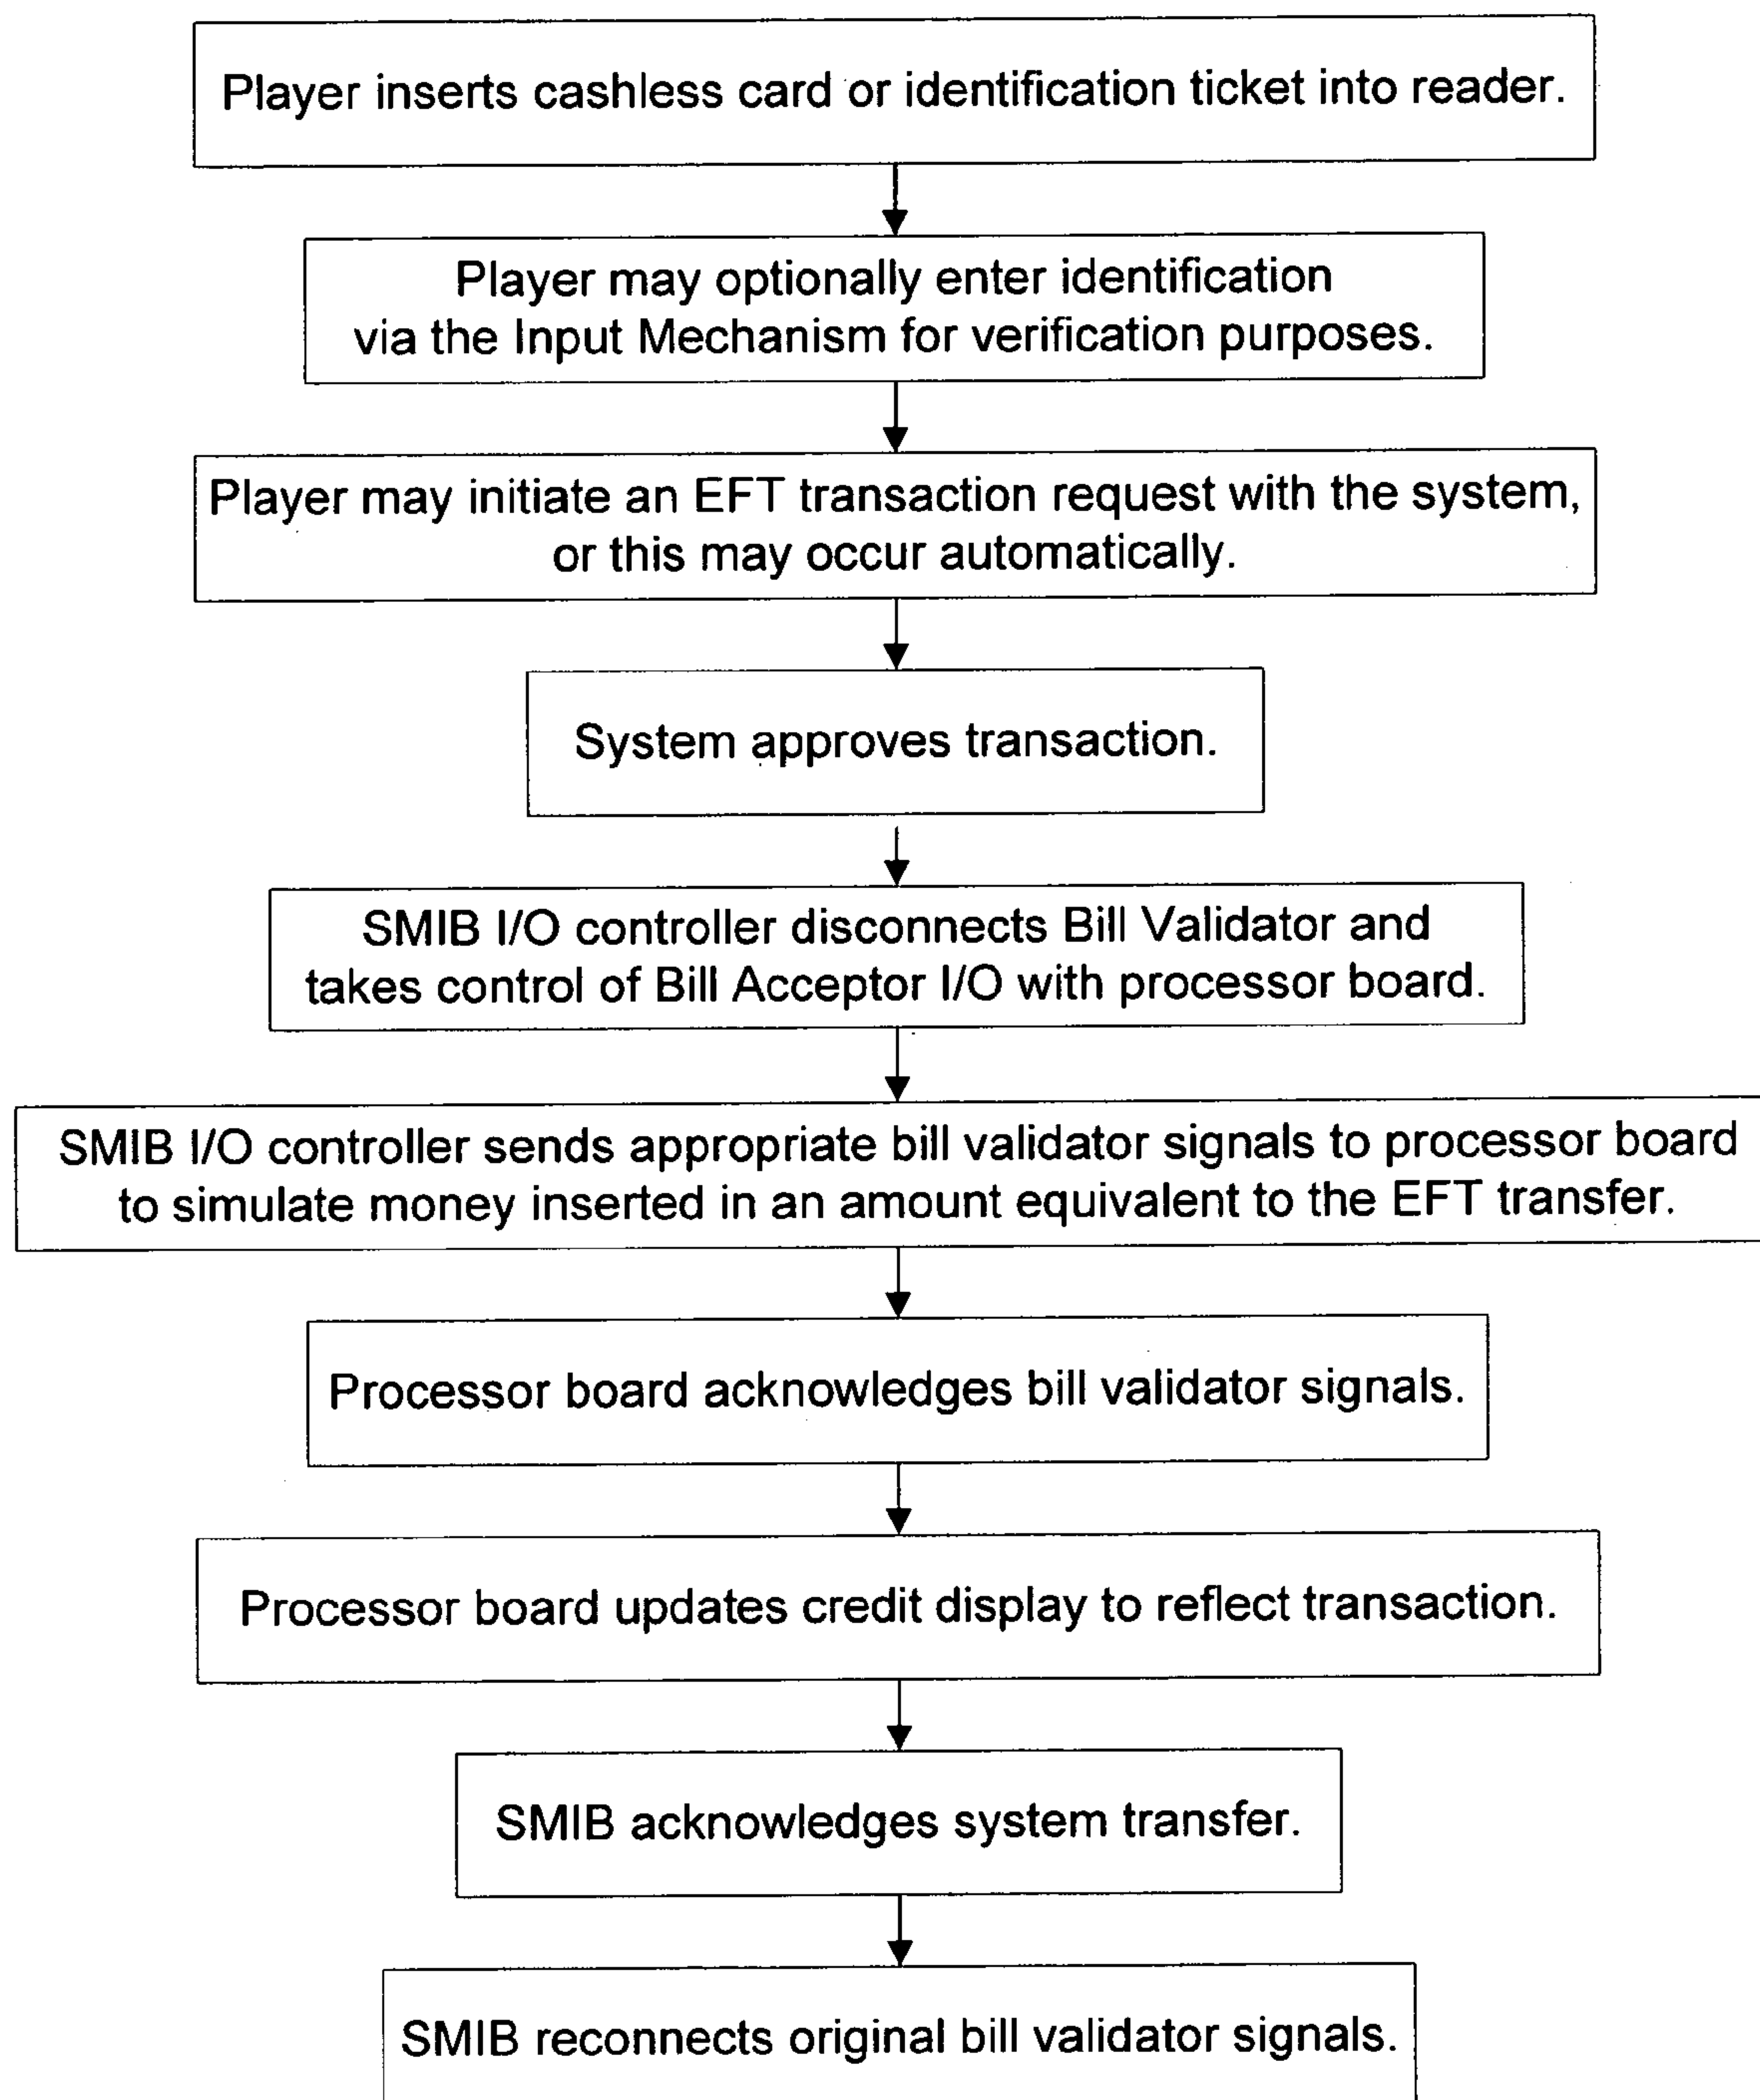 Player inserts cashless card or identification ticket into reader.
Player may optionally enter identification
via the Input Mechanism for verification purposes.
Player may initiate an EFT transaction request with the system,
or this may occur automatically.
System approves transaction.
SMIB I/O controller disconnects Bill Validator and
takes control of Bill Acceptor I/O with processor board.
SMIB I/O controller sends appropriate bill validator signals to processor board
to simulate money inserted in an amount equivalent to the EFT transfer.
Processor board acknowledges bill validator signals.
Processor board updates credit display to reflect transaction.
SMIB acknowledges system transfer.
SMIB reconnects original bill validator signals.